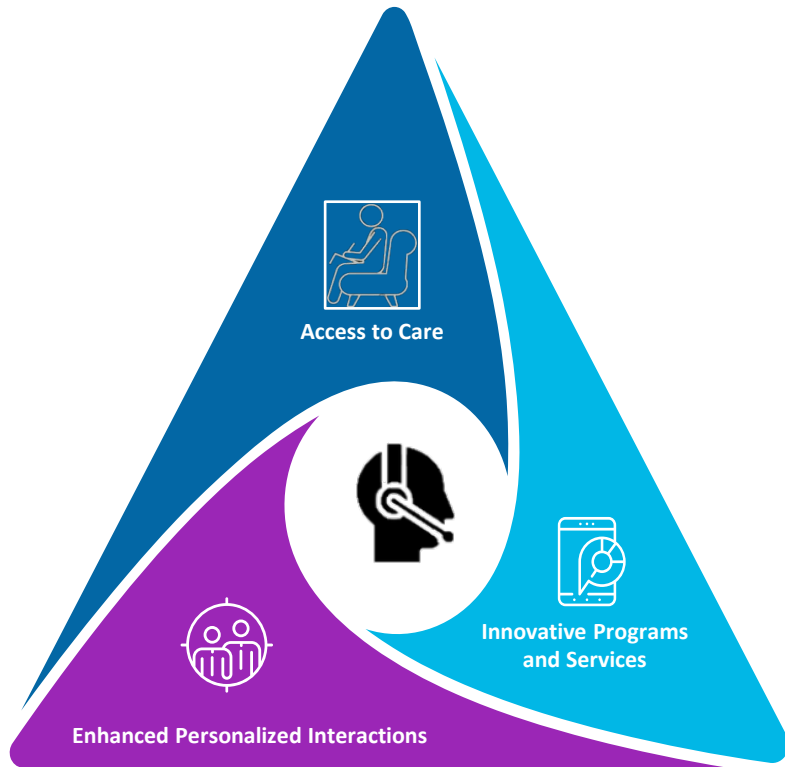 Access to Care
Innovative Programs
and Services
Enhanced Personalized Interactions